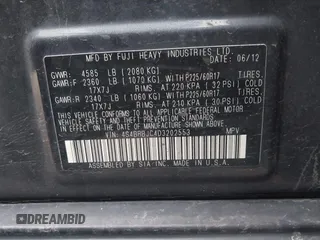 MFD. BY FUJI HEAVY INDUSTRIES LTD.
DATE: 06/12
GVWR: 4585 LB (2080 KG)
GAWR:F 2360 LB (1070 KG) WITH P225/60R17 TIRES,
17X7J RIMS, AT 220 KPA ( 32 PSI) COLD
GAWR:R 2340 LB (1060 KG) WITH P225/60R17 TIRES,
17X7J RIMS, AT 210 KPA ( 30 PSI) COLD
THIS VEHICLE CONFORMS TO ALL APPLICABLE
U.S. FEDERAL MOTOR VEHICLE SAFETY
STANDARDS IN EFFECT ON THE DATE OF
MANUFACTURE SHOWN ABOVE.
VIN: 4S4BRBJC4D3203553 MPV
ASSEMBLED BY SIA INC. MADE IN U.S.A.
DREAMBID